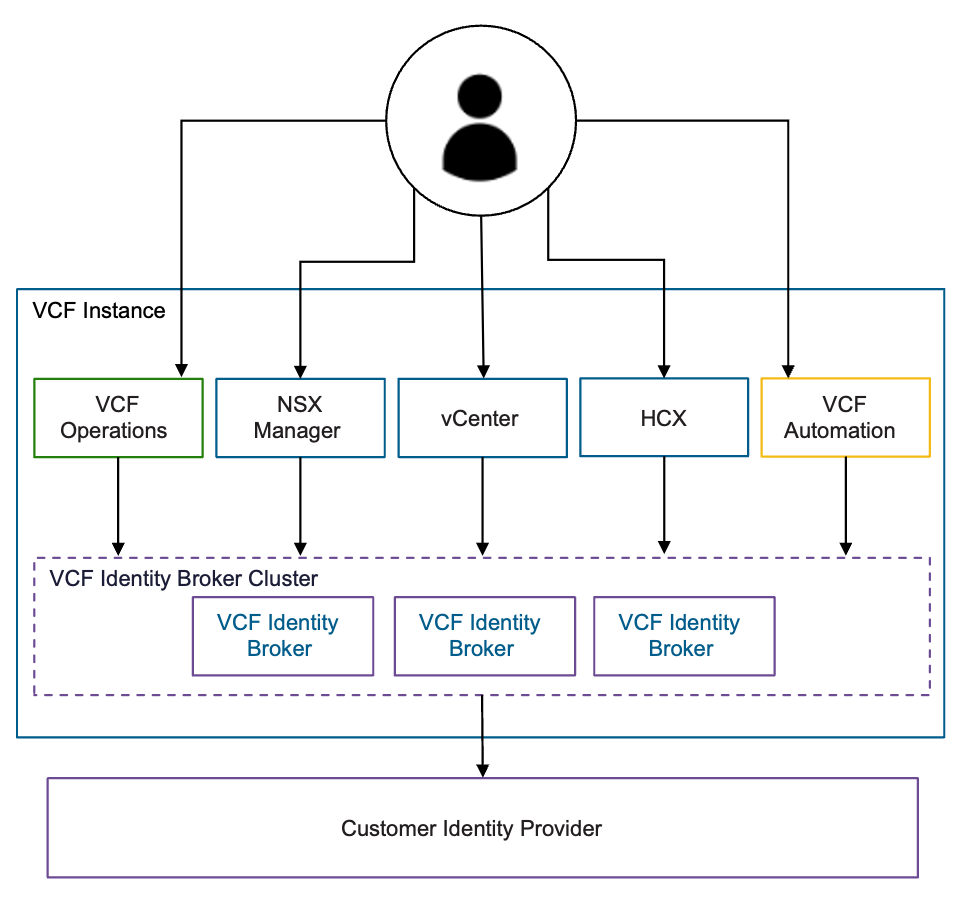 VCF Instance
VCF
Operations
NSX
Manager
vCenter
HCX
VCF
Automation
VCF Identity Broker Cluster
VCF Identity
Broker
VCF Identity
Broker
VCF Identity
Broker
Customer Identity Provider